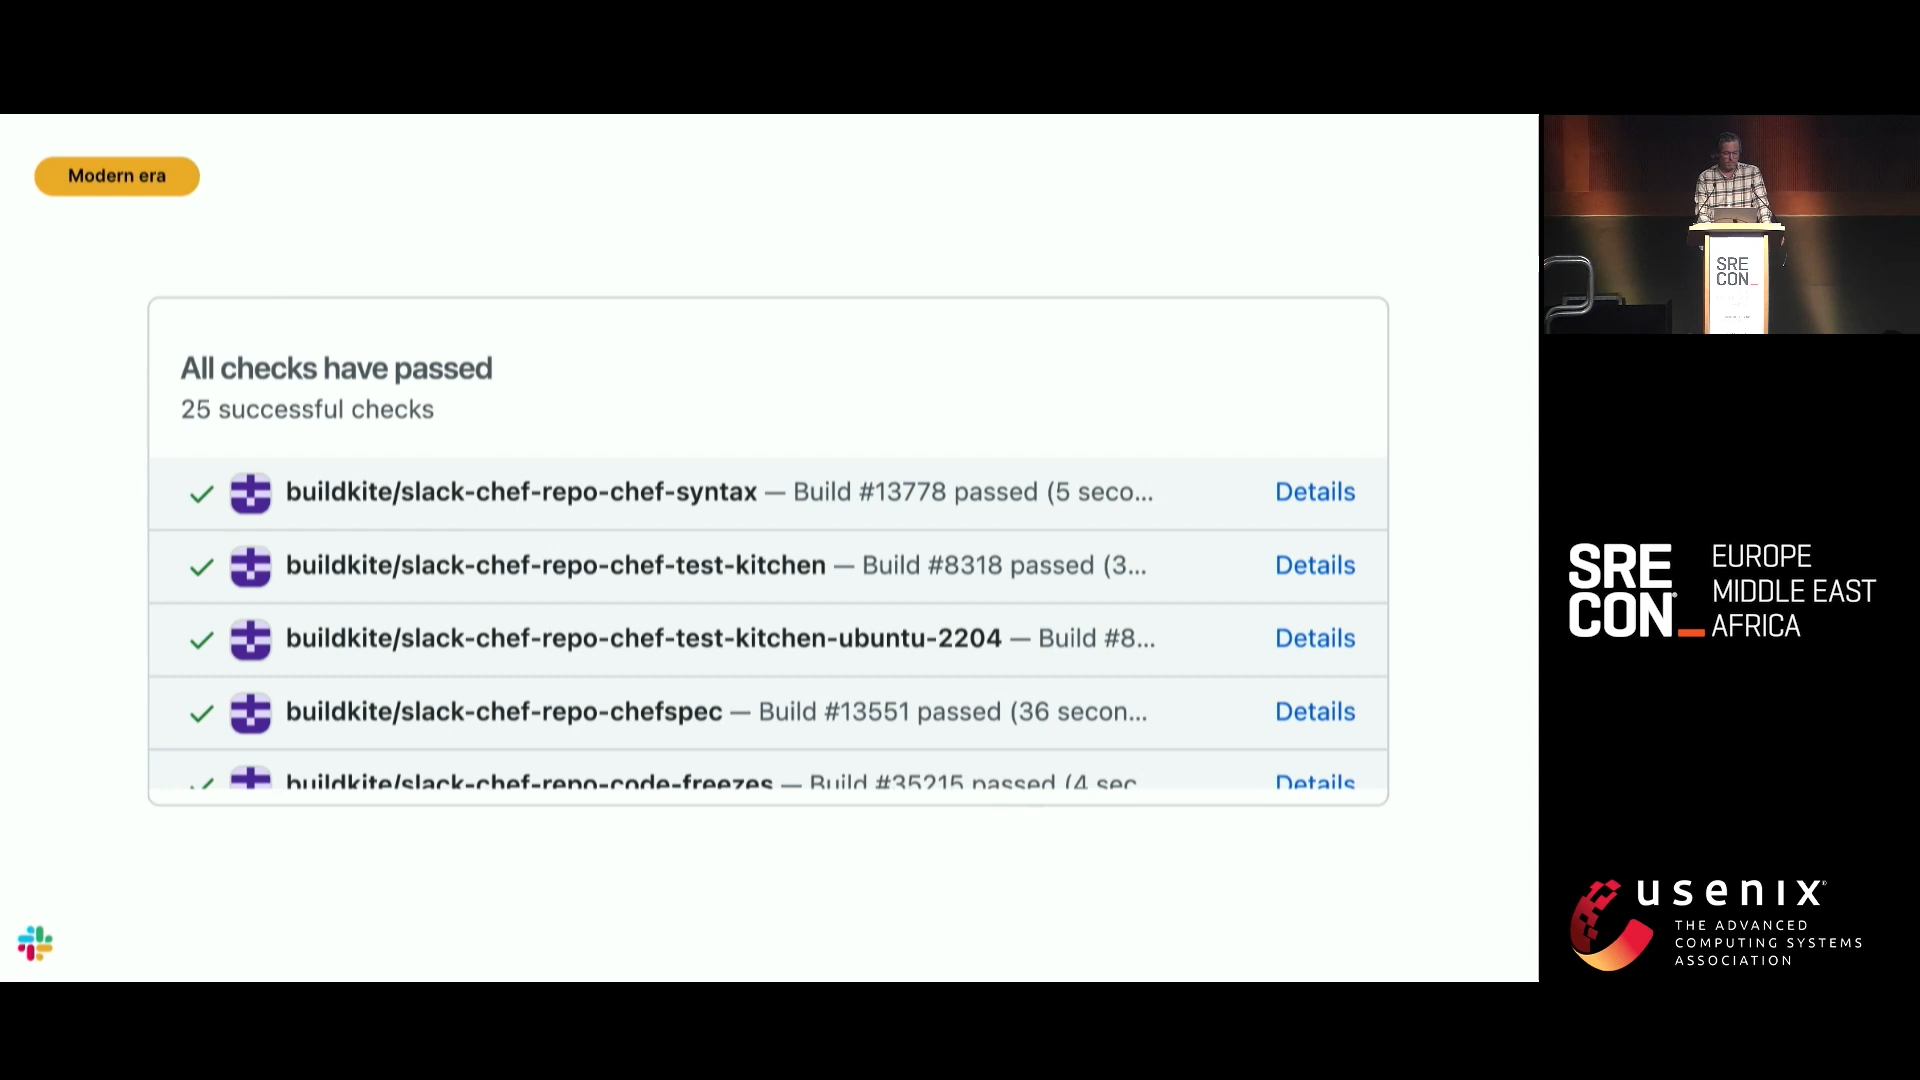 Modern era
All checks have passed
25 successful checks
buildkite/slack-chef-repo-chef-syntax — Build #13778 passed (5 seco... Details
buildkite/slack-chef-repo-chef-test-kitchen — Build #8318 passed (3... Details
buildkite/slack-chef-repo-chef-test-kitchen-ubuntu-2204 — Build #8... Details
buildkite/slack-chef-repo-chefspec — Build #13551 passed (36 secon... Details
buildkite/slack-chef-repo-code-freezes — Build #35215 passed (4 sec Details
SRE
CON_
SRE
CON_
EUROPE
MIDDLE EAST
AFRICA
usenix®
THE ADVANCED
COMPUTING SYSTEMS
ASSOCIATION